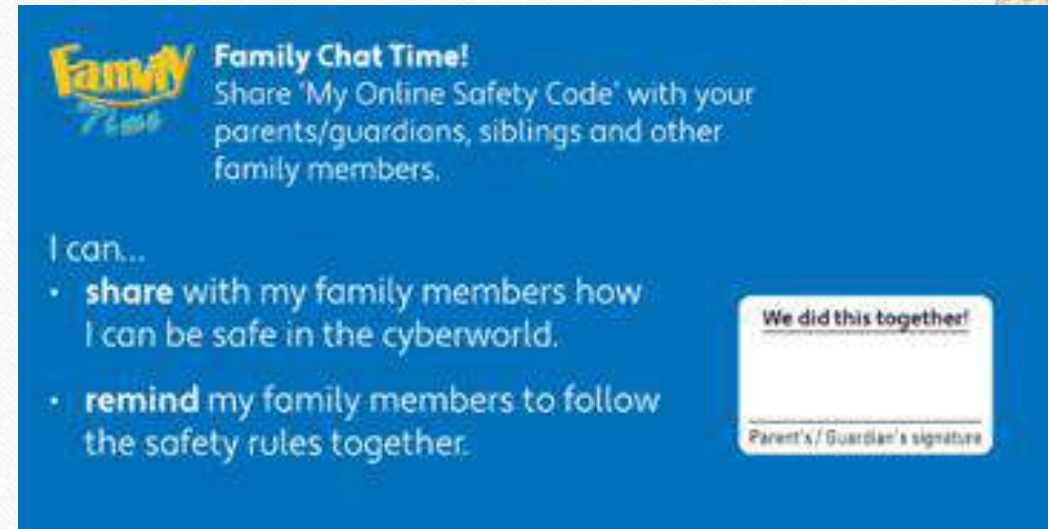 Family
Time
Family Chat Time!
Share 'My Online Safety Code' with your
parents/guardians, siblings and other
family members.
I can...
• share with my family members how
I can be safe in the cyberworld.
• remind my family members to follow
the safety rules together.
We did this together!
Parent's / Guardian's signature